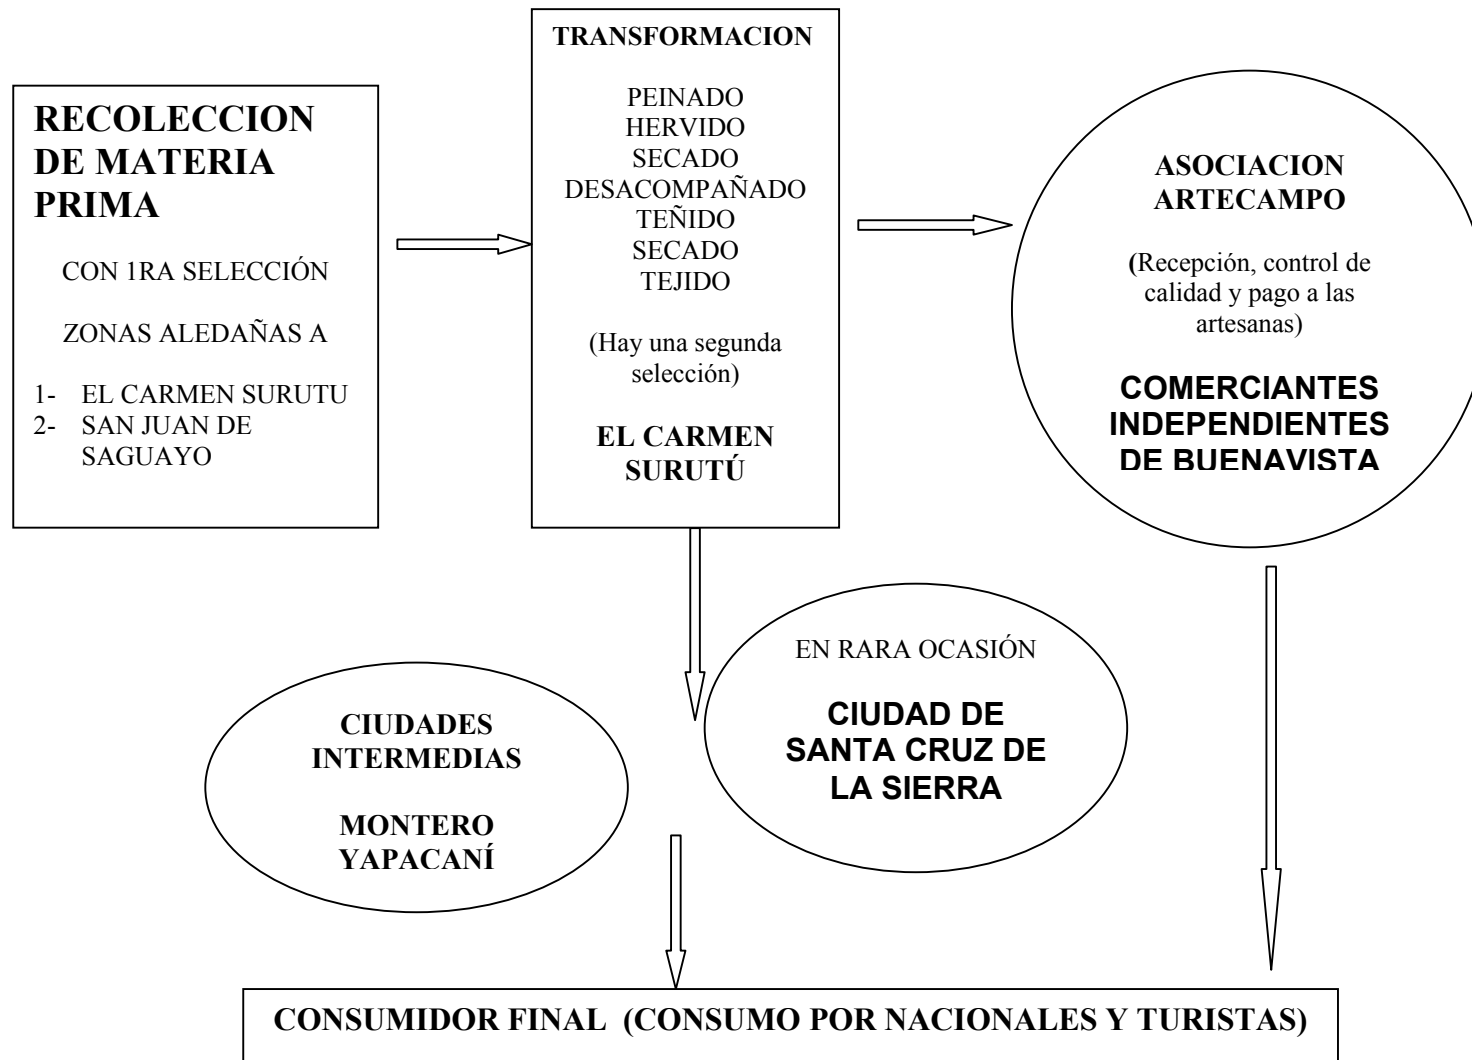 RECOLECCION
DE MATERIA
PRIMA
CON 1RA SELECCIÓN
ZONAS ALEDAÑAS A
1- EL CARMEN SURUTU
2- SAN JUAN DE
SAGUAYO
TRANSFORMACION
PEINADO
HERVIDO
SECADO
DESACOMPAÑADO
TEÑIDO
SECADO
TEJIDO
(Hay una segunda
selección)
EL CARMEN
SURUTÚ
ASOCIACION
ARTECAMPO
(Recepción, control de
calidad y pago a las
artesanas)
COMERCIANTES
INDEPENDIENTES
DE BUENAVISTA
CIUDADES
INTERMEDIAS
MONTERO
YAPACANÍ
EN RARA OCASIÓN
CIUDAD DE
SANTA CRUZ DE
LA SIERRA
CONSUMIDOR FINAL (CONSUMO POR NACIONALES Y TURISTAS)